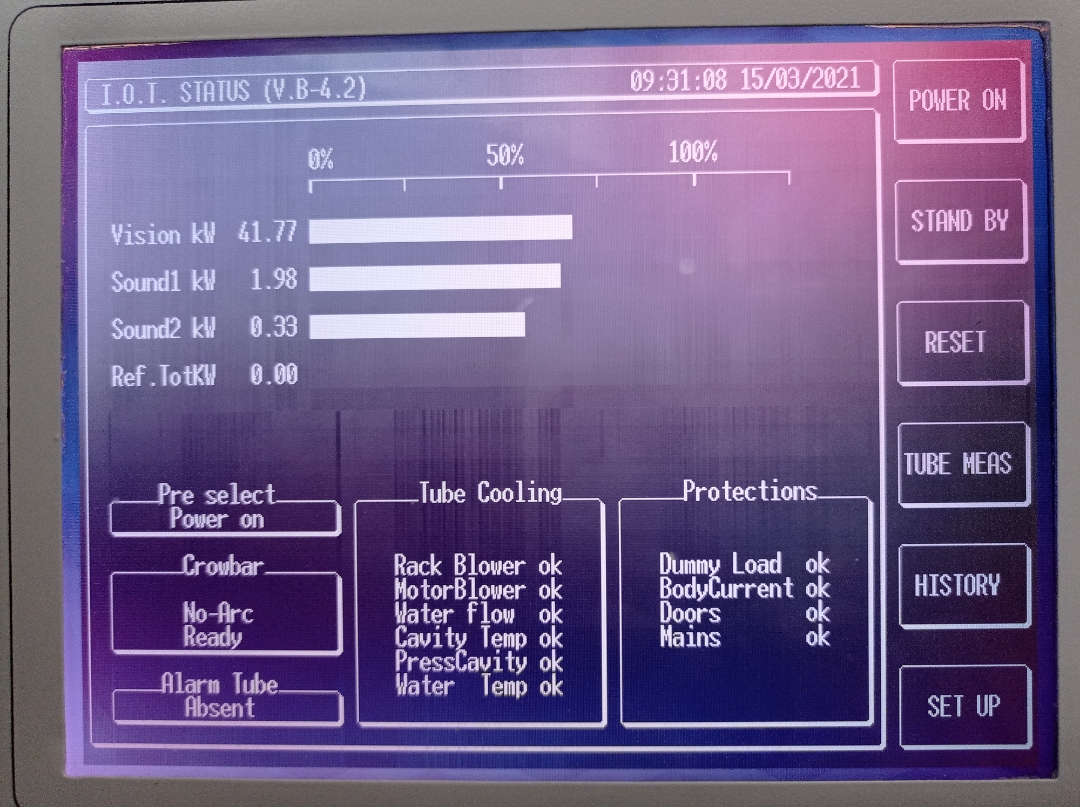 I.O.T. STATUS (V.B-4.2) 09:31:08 15/03/2021
0% 50% 100%
Vision kW 41.77
Sound1 kW 1.98
Sound2 kW 0.33
Ref.TotKW 0.00
Pre select
Power on
Crowbar
No-Arc
Ready
Alarm Tube
Absent
Tube Cooling
Rack Blower ok
MotorBlower ok
Water flow ok
Cavity Temp ok
PressCavity ok
Water Temp ok
Protections
Dummy Load ok
BodyCurrent ok
Doors ok
Mains ok
POWER ON
STAND BY
RESET
TUBE MEAS
HISTORY
SET UP